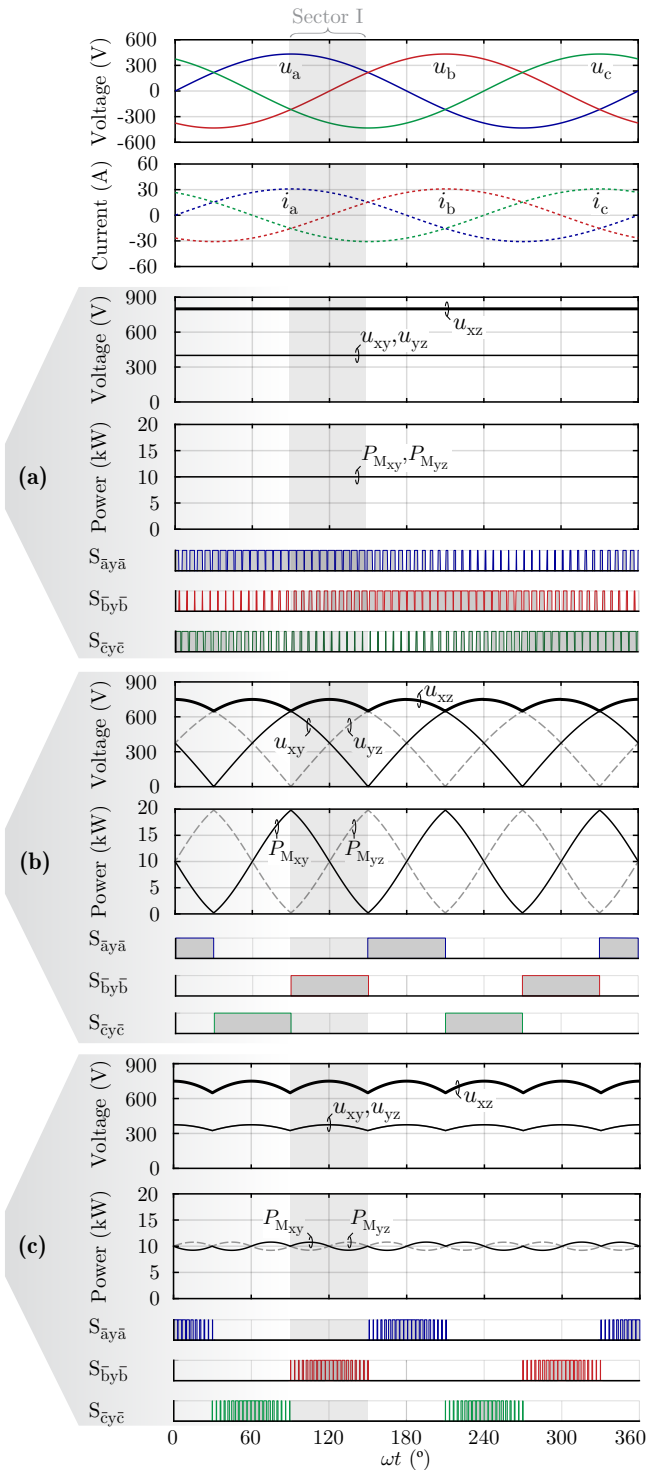 Sector I
Voltage (V)
600
300
0
-300
-600
u_a
u_b
u_c
Current (A)
60
30
0
-30
-60
i_a
i_b
i_c
(a)
Voltage (V)
900
600
300
0
u_xz
u_xy,u_yz
Power (kW)
20
15
10
5
0
P_Mxy,P_Myz
S_āyā
S_b̄yb̄
S_c̄yc̄
(b)
Voltage (V)
900
600
300
0
u_xz
u_xy
u_yz
Power (kW)
20
15
10
5
0
P_Mxy
P_Myz
S_āyā
S_b̄yb̄
S_c̄yc̄
(c)
Voltage (V)
900
600
300
0
u_xy,u_yz
u_xz
Power (kW)
20
15
10
5
0
P_Mxy
P_Myz
S_āyā
S_b̄yb̄
S_c̄yc̄
0 120 240 360
ωt (º)